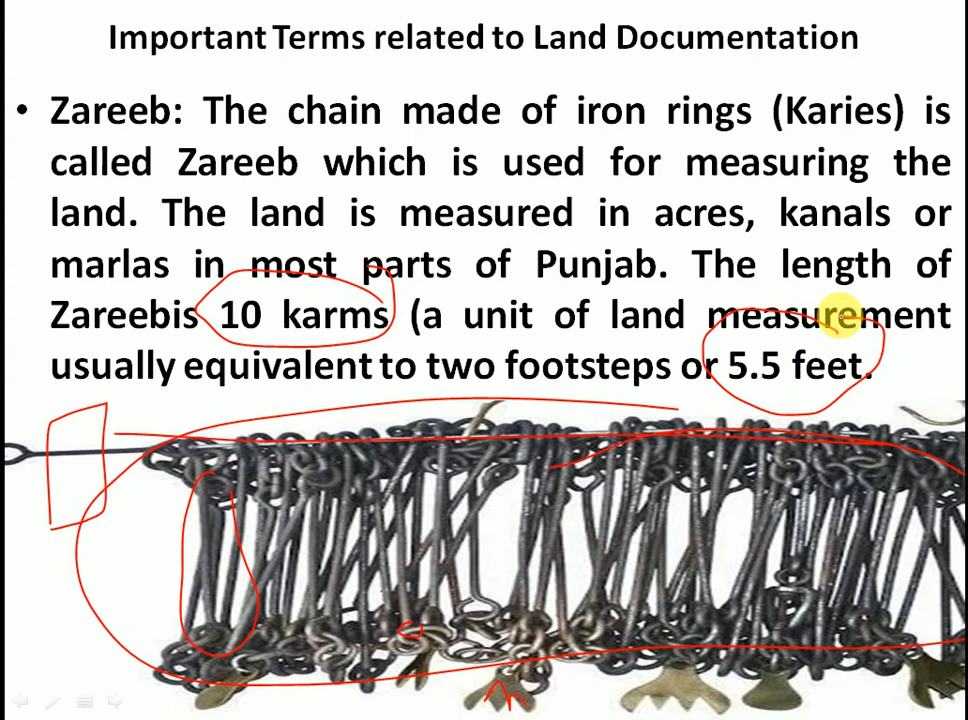 Important Terms related to Land Documentation
• Zareeb: The chain made of iron rings (Karies) is
called Zareeb which is used for measuring the
land. The land is measured in acres, kanals or
marlas in most parts of Punjab. The length of
Zareebis 10 karms (a unit of land measurement
usually equivalent to two footsteps or 5.5 feet.